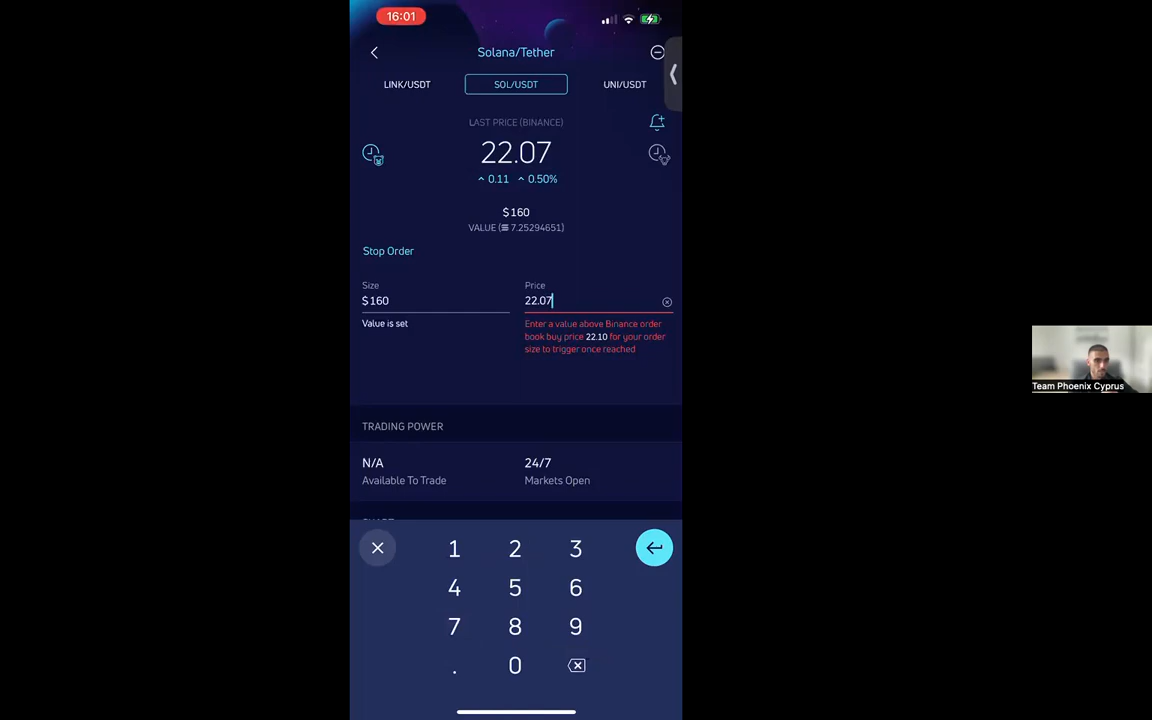 16:01
Solana/Tether
LINK/USDT
SOL/USDT
UNI/USDT
LAST PRICE (BINANCE)
22.07
0.11 0.50%
$160
VALUE (7.25294651)
Stop Order
Size
Price
$160
22.07
Value is set
Enter a value above Binance order
book buy price 22.10 for your order
size to trigger once reached
TRADING POWER
N/A
24/7
Available To Trade
Markets Open
1 2 3
4 5 6
7 8 9
. 0
Team Phoenix Cyprus